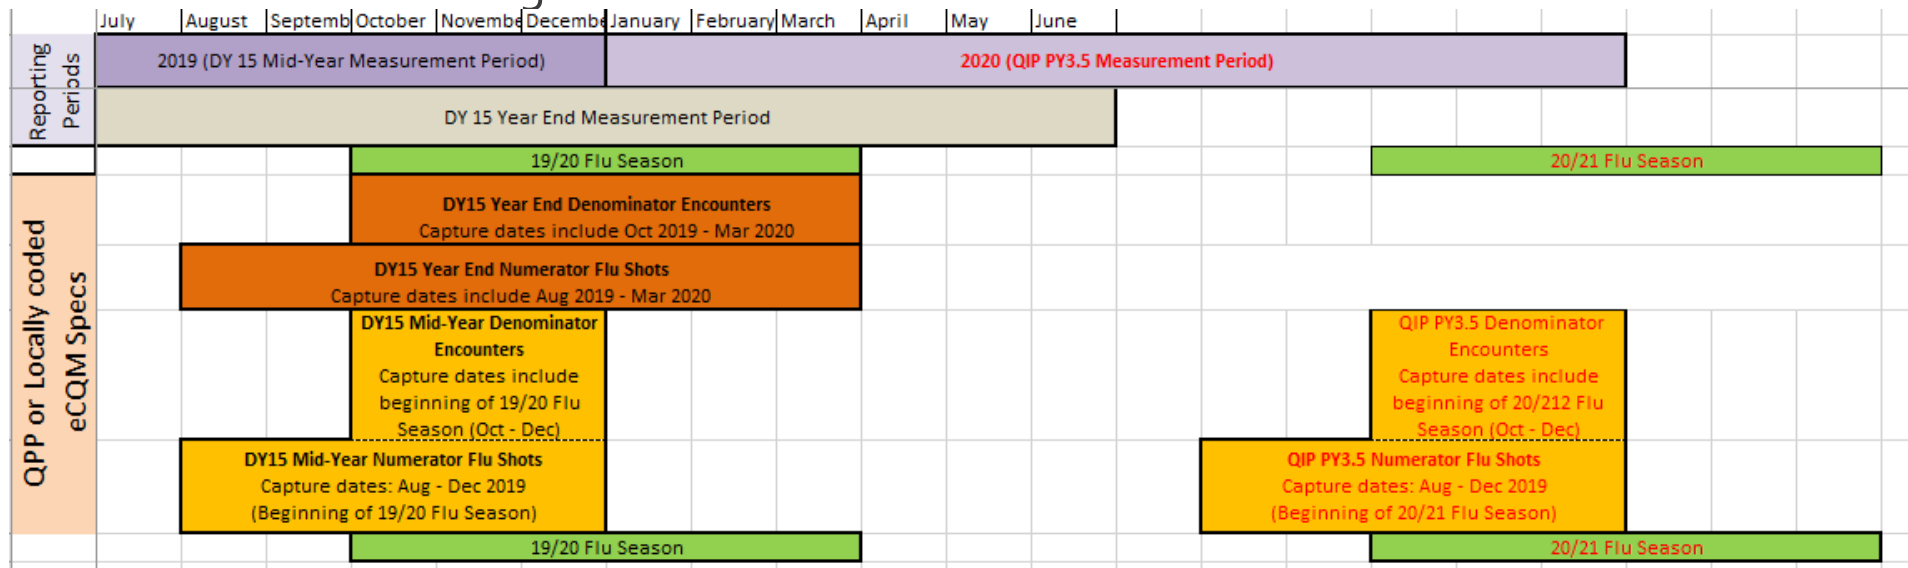 July August Septemb October Novembe Decembe January February March April May June
Reporting Periods
2019 (DY 15 Mid-Year Measurement Period) 2020 (QIP PY3.5 Measurement Period)
DY 15 Year End Measurement Period
19/20 Flu Season 20/21 Flu Season
QPP or Locally coded
eCQM Specs
DY15 Year End Denominator Encounters
Capture dates include Oct 2019 - Mar 2020
DY15 Year End Numerator Flu Shots
Capture dates include Aug 2019 - Mar 2020
DY15 Mid-Year Denominator
Encounters
Capture dates include
beginning of 19/20 Flu
Season (Oct - Dec)
QIP PY3.5 Denominator
Encounters
Capture dates include
beginning of 20/212 Flu
Season (Oct - Dec)
DY15 Mid-Year Numerator Flu Shots
Capture dates: Aug - Dec 2019
(Beginning of 19/20 Flu Season)
QIP PY3.5 Numerator Flu Shots
Capture dates: Aug - Dec 2019
(Beginning of 20/21 Flu Season)
19/20 Flu Season 20/21 Flu Season